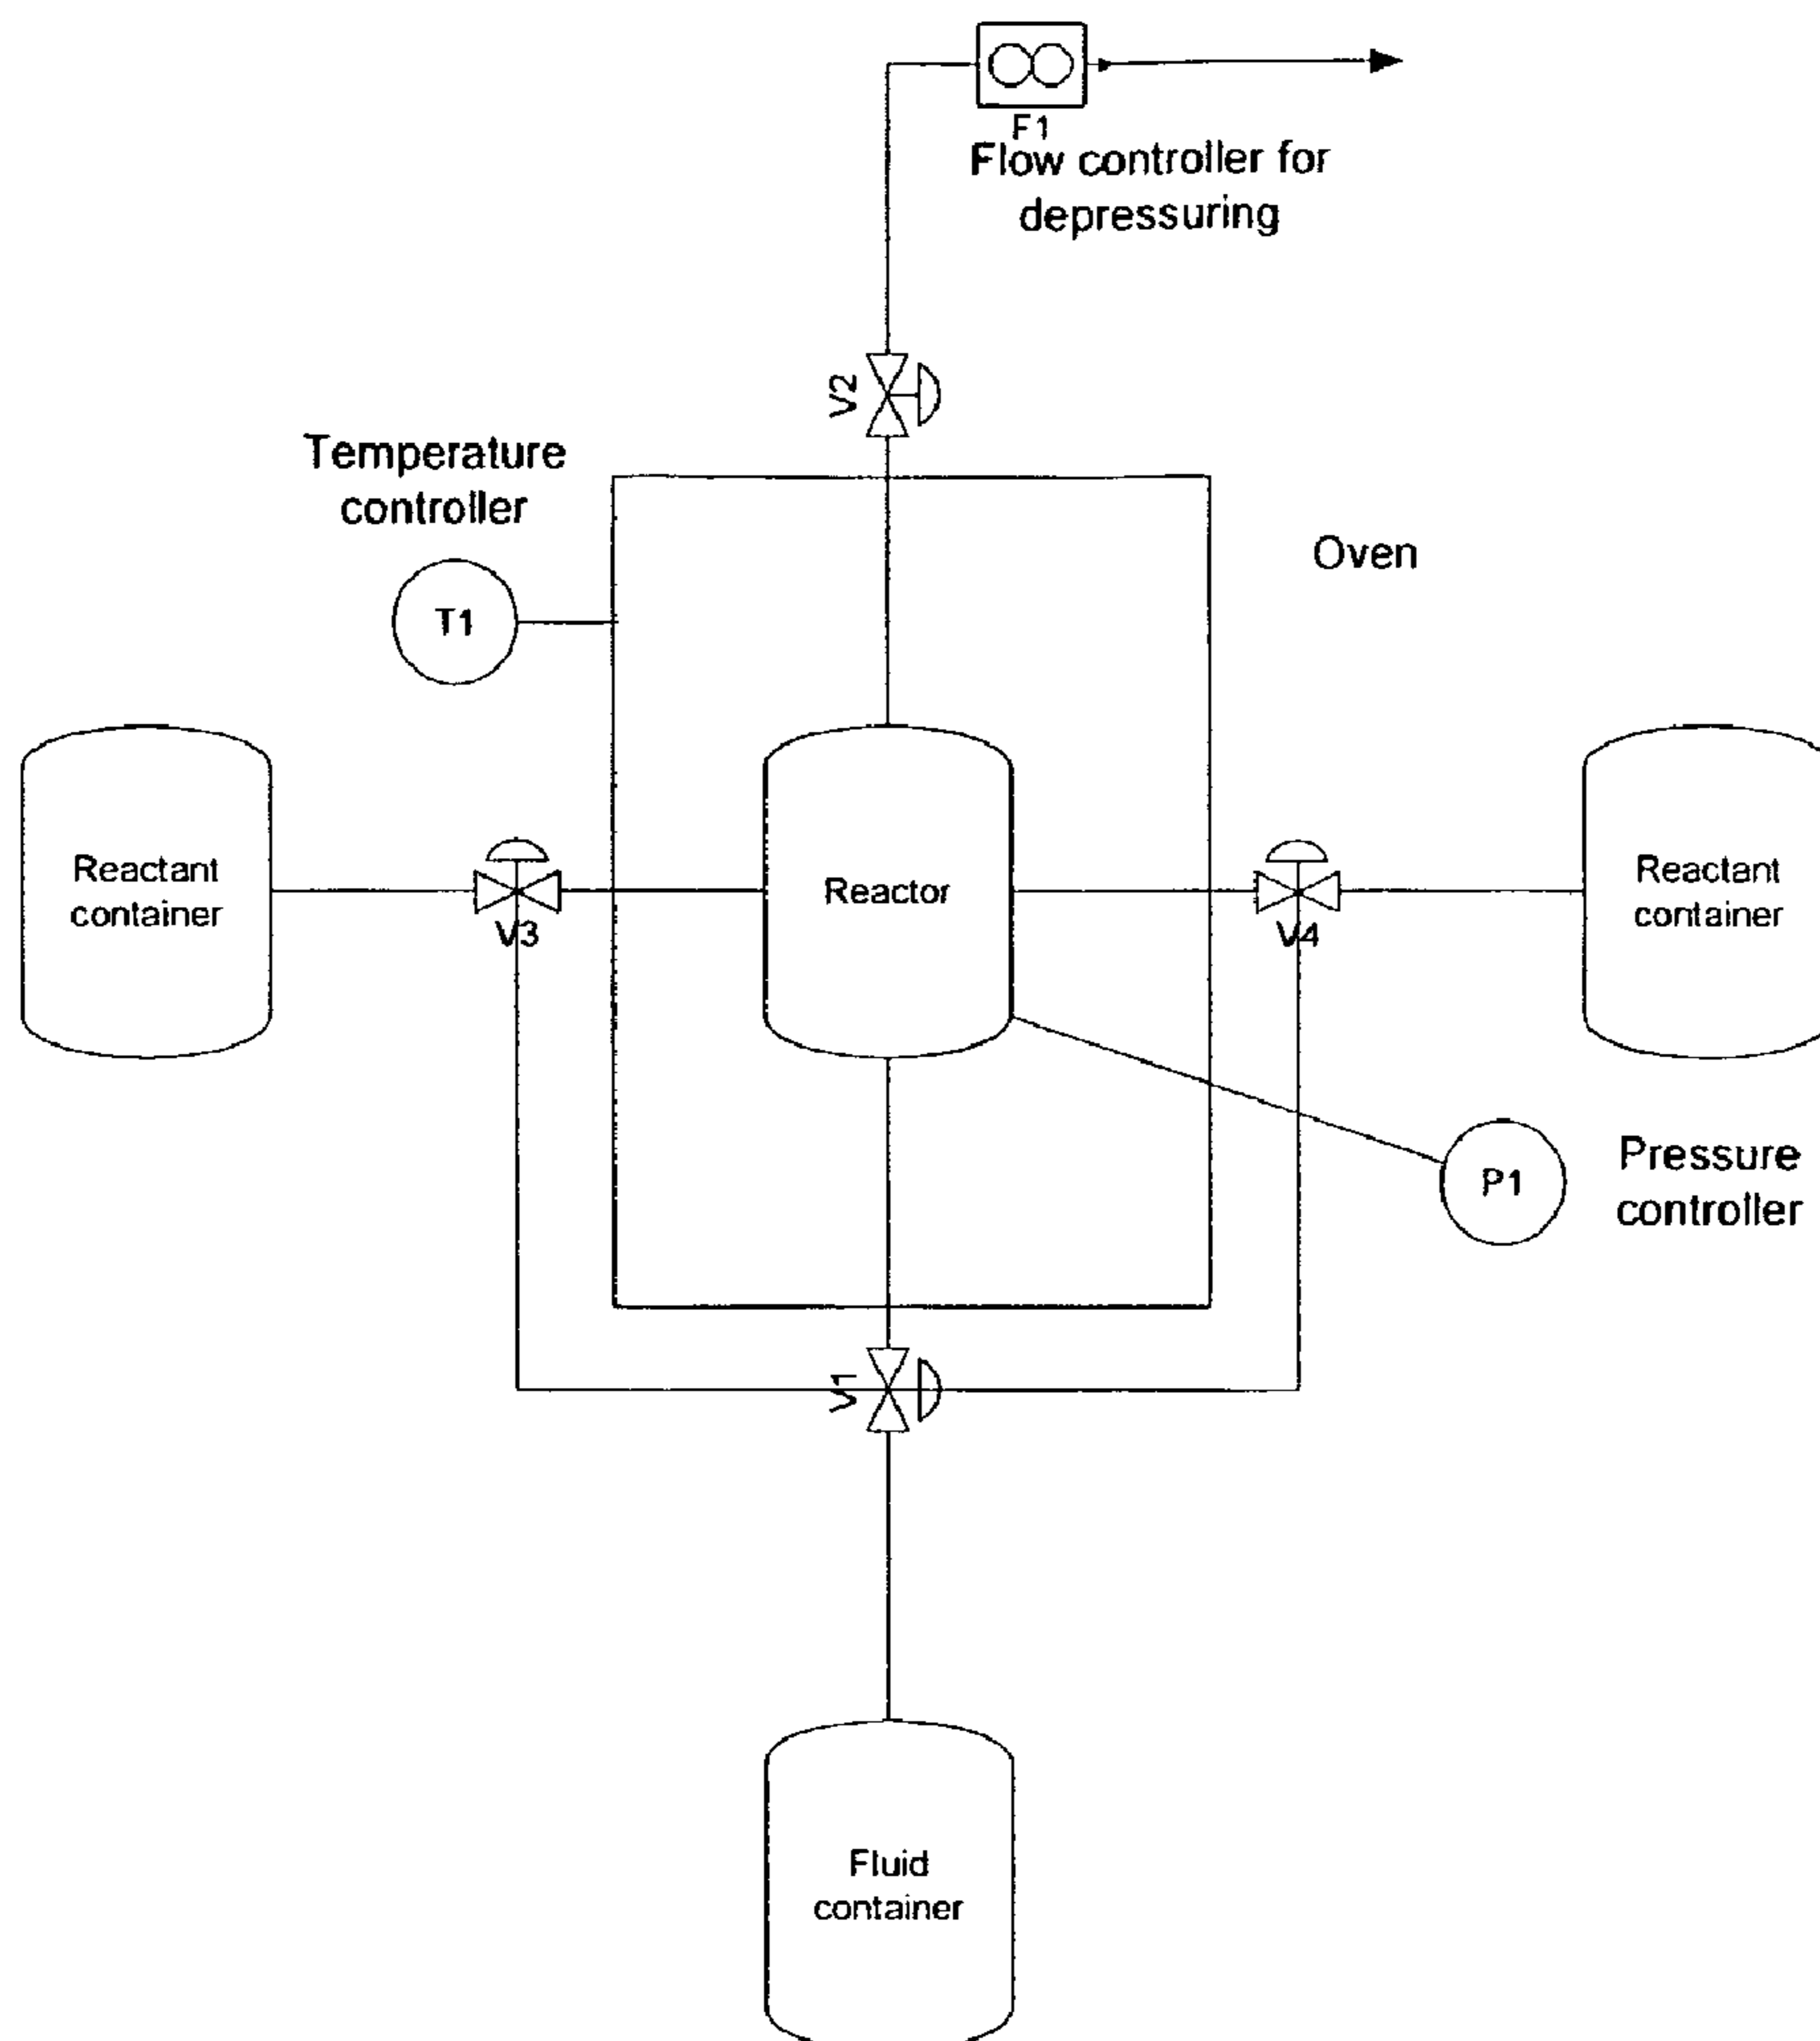 F1
Flow controller for
depressuring
V2
Temperature
controller
Oven
T1
Reactant
container
V3
Reactor
V4
Reactant
container
P1
Pressure
controller
V1
Fluid
container